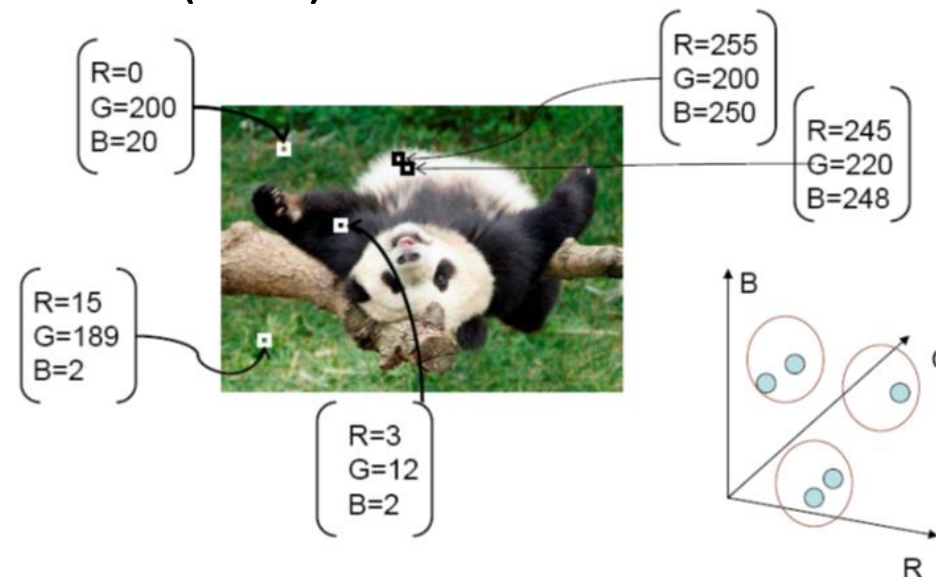 R=0
G=200
B=20
R=255
G=200
B=250
R=245
G=220
B=248
R=15
G=189
B=2
R=3
G=12
B=2
B
R